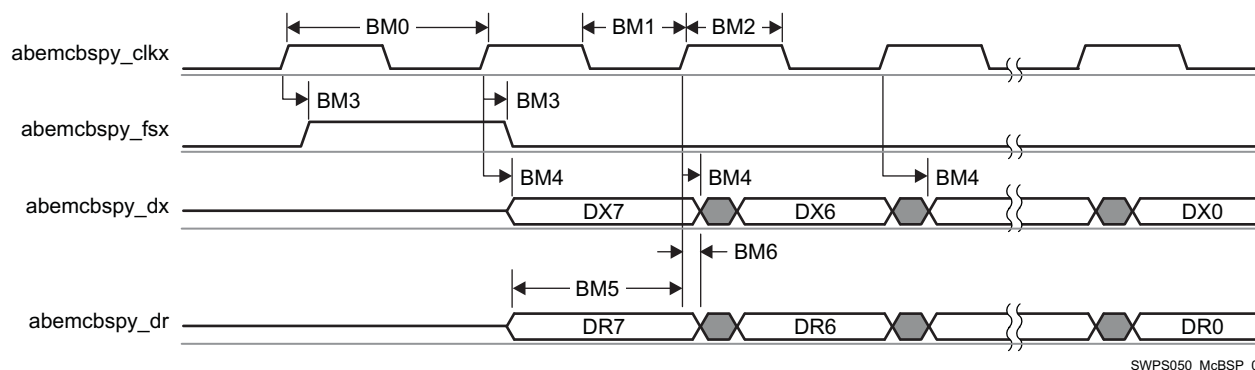 BM0 BM1 BM2
abemcbspy_clkx
BM3 BM3
abemcbspy_fsx
BM4 BM4 BM4
abemcbspy_dx
DX7 DX6 DX0
BM6
BM5
abemcbspy_dr
DR7 DR6 DR0
SWPS050_McBSP_0